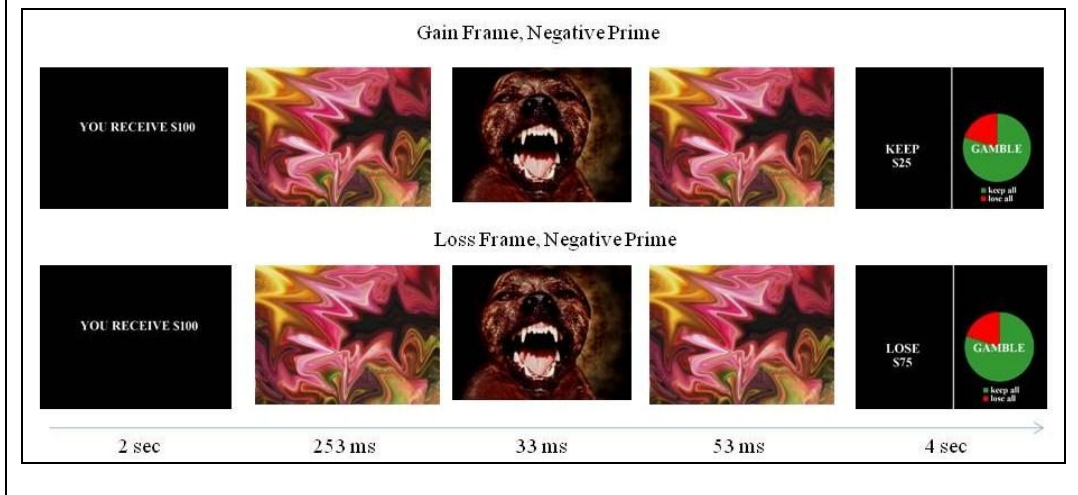 Gain Frame, Negative Prime
YOU RECEIVE $100
KEEP
$25
GAMBLE
keep all
lose all
Loss Frame, Negative Prime
YOU RECEIVE $100
LOSE
$75
GAMBLE
keep all
lose all
2 sec
253 ms
33 ms
53 ms
4 sec